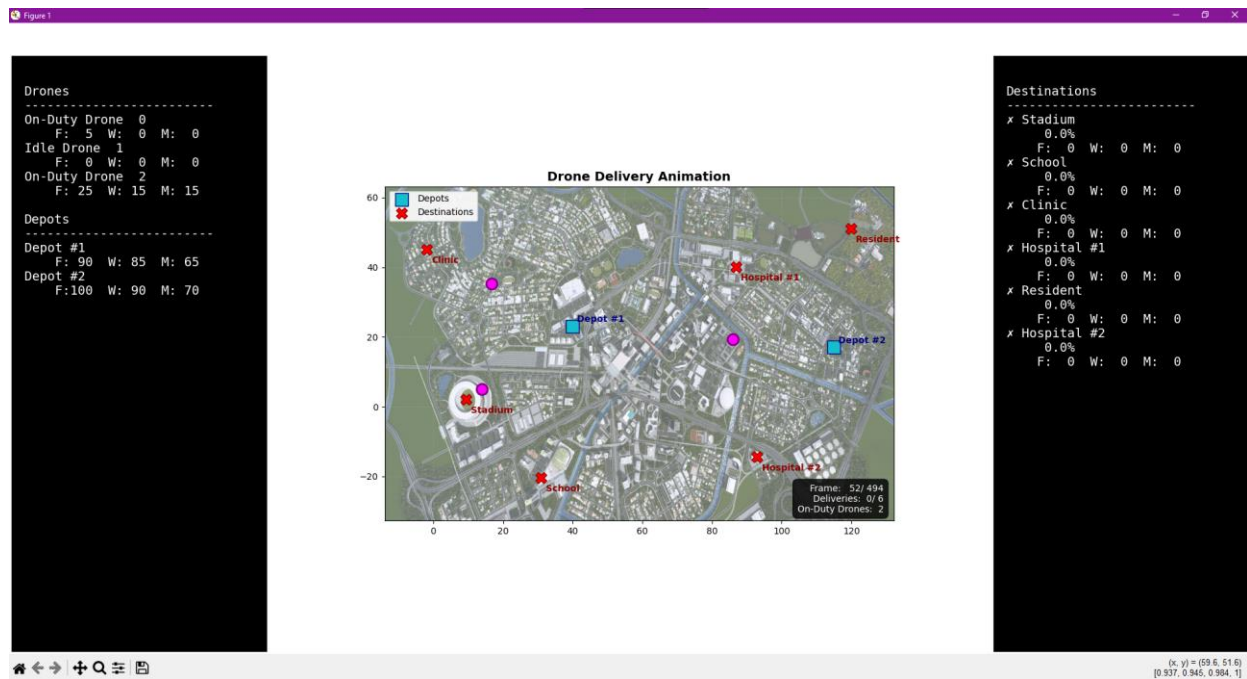 Figure 1
Drones
-------------------------
On-Duty Drone  0
F:  5  W:  0  M:  0
Idle Drone  1
F:  0  W:  0  M:  0
On-Duty Drone  2
F: 25  W: 15  M: 15
Depots
-------------------------
Depot #1
F: 90  W: 85  M: 65
Depot #2
F:100  W: 90  M: 70
Drone Delivery Animation
Depots
Destinations
60
40
20
0
−20
0
20
40
60
80
100
120
Clinic
Resident
Hospital #1
Depot #1
Depot #2
Stadium
School
Hospital #2
Frame:  52/ 494
Deliveries:  0/ 6
On-Duty Drones:  2
Destinations
-------------------------
✗ Stadium
0.0%
F:  0  W:  0  M:  0
✗ School
0.0%
F:  0  W:  0  M:  0
✗ Clinic
0.0%
F:  0  W:  0  M:  0
✗ Hospital #1
0.0%
F:  0  W:  0  M:  0
✗ Resident
0.0%
F:  0  W:  0  M:  0
✗ Hospital #2
0.0%
F:  0  W:  0  M:  0
(x, y) = (59.6, 51.6)
[0.937, 0.945, 0.984, 1]